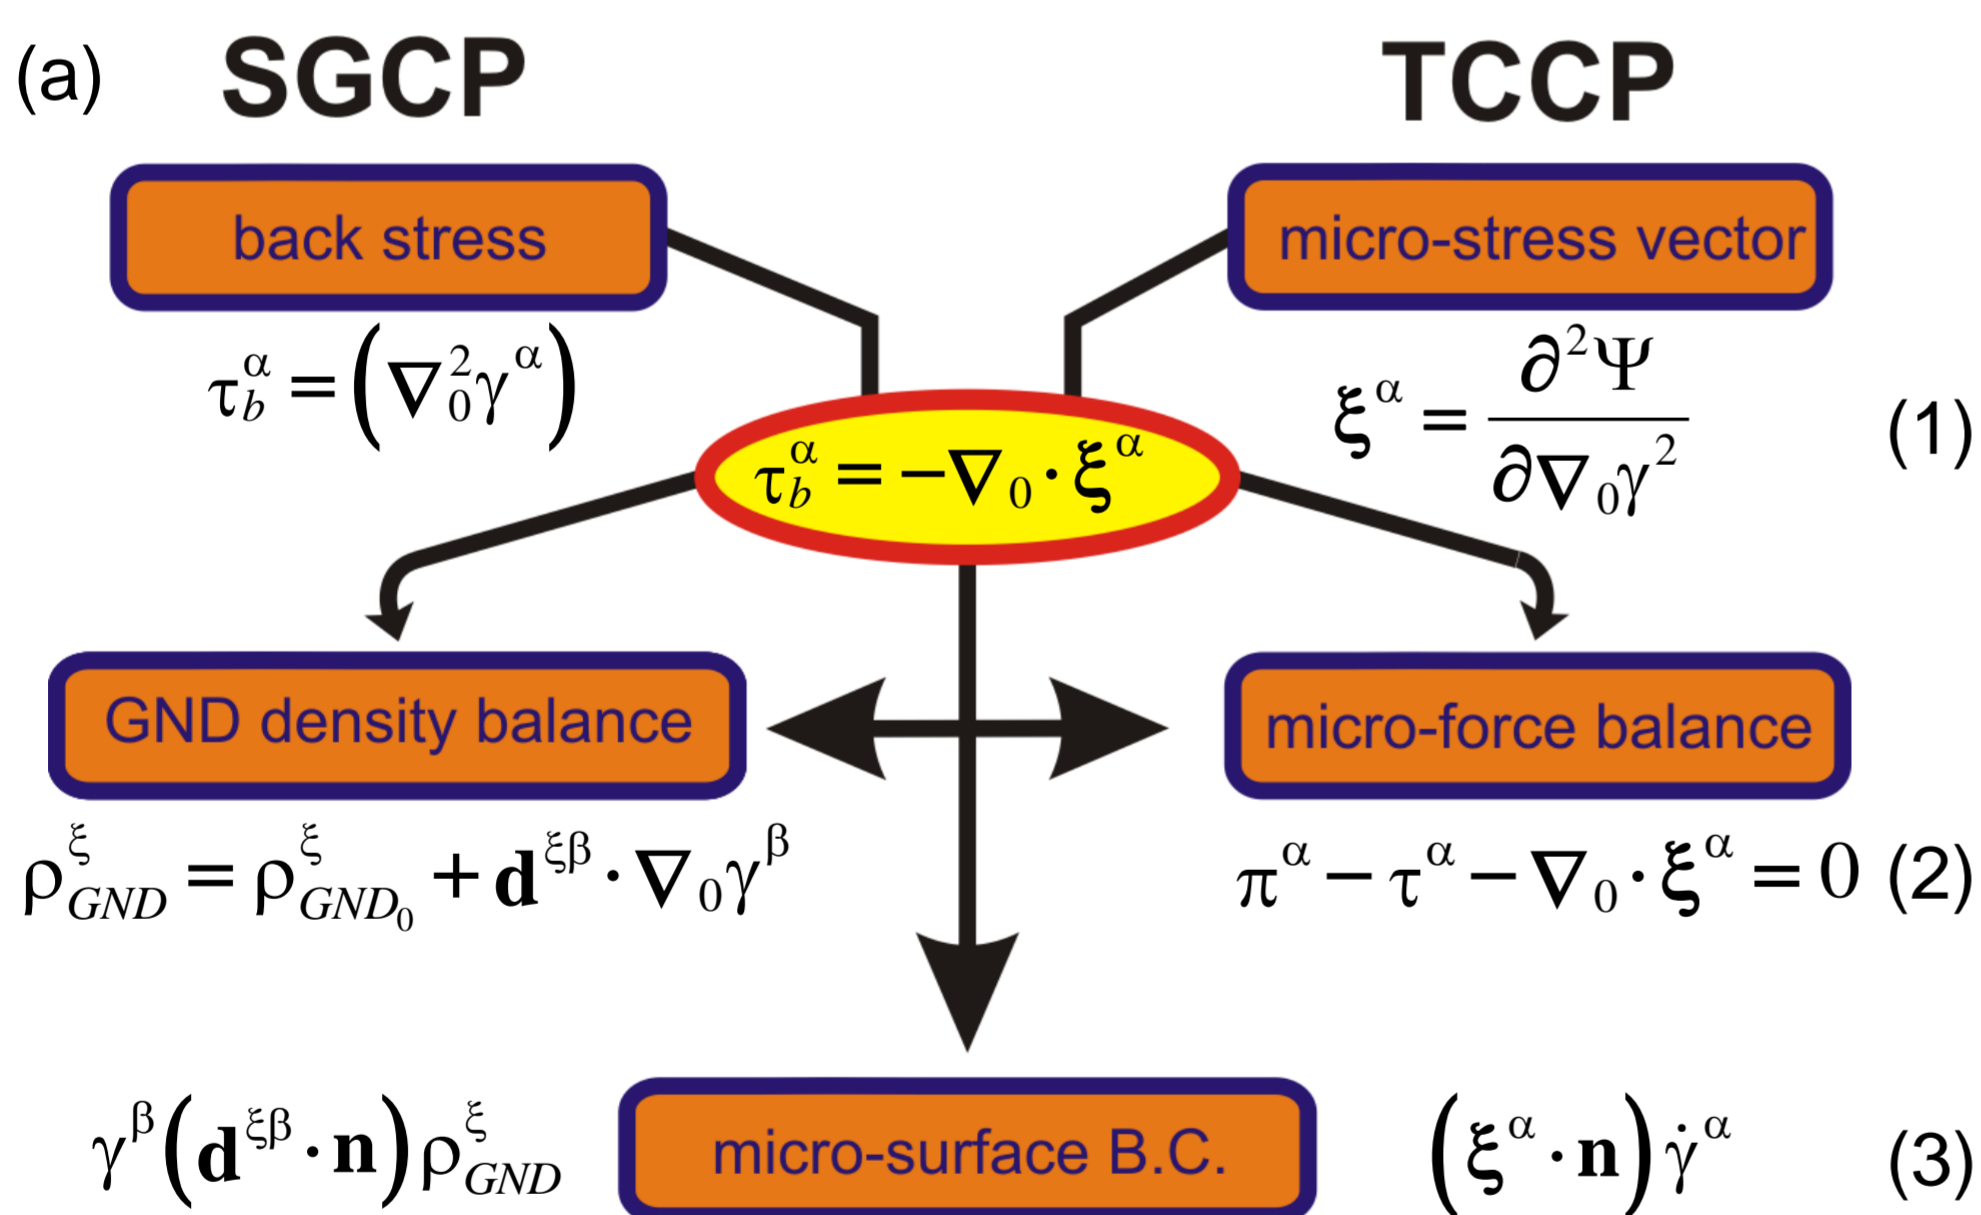 (a) SGCP TCCP
back stress micro-stress vector
τ_b^α = (∇_0^2 γ^α) ξ^α = ∂^2Ψ / ∂∇_0γ^2 (1)
τ_b^α = −∇_0 · ξ^α
GND density balance micro-force balance
ρ_GND^ξ = ρ_GND_0^ξ + d^ξβ · ∇_0γ^β π^α − τ^α − ∇_0 · ξ^α = 0 (2)
γ^β (d^ξβ · n) ρ_GND^ξ micro-surface B.C. (ξ^α · n) γ̇^α (3)